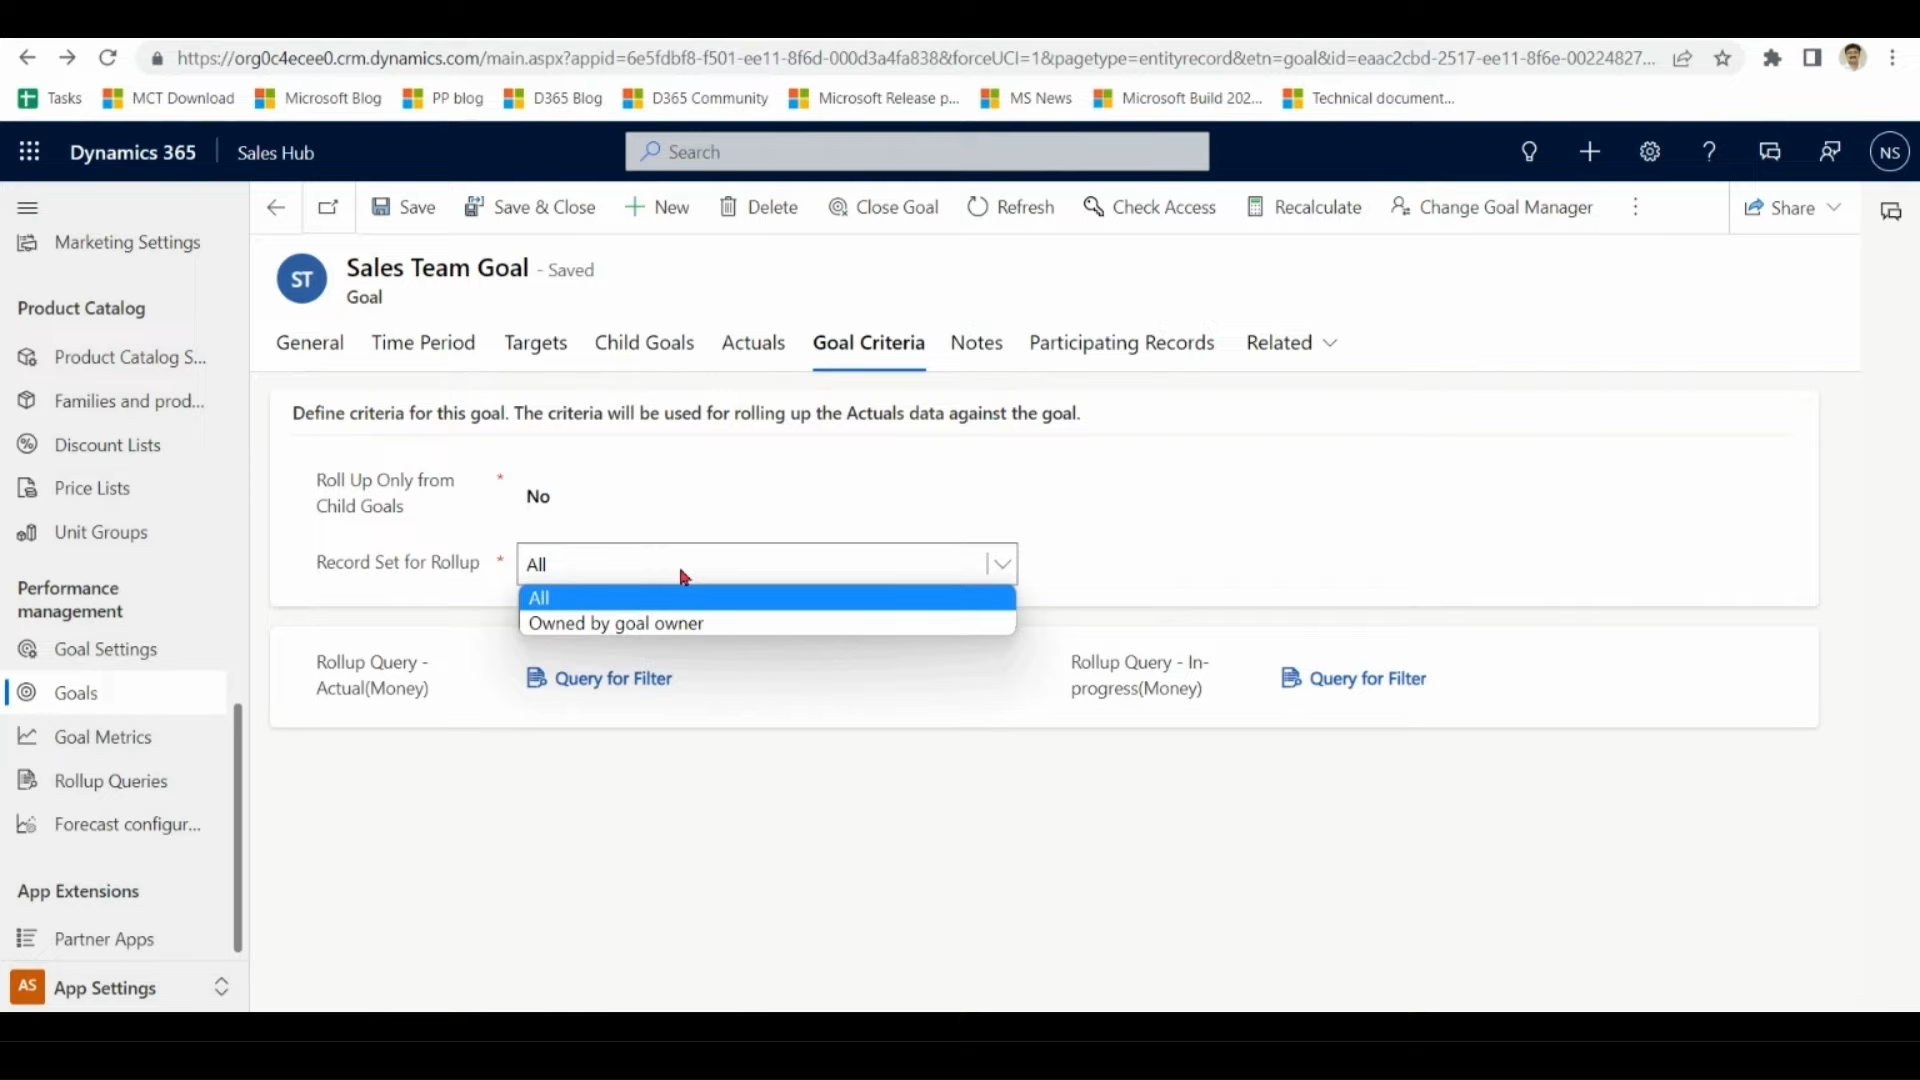 https://org0c4ecee0.crm.dynamics.com/main.aspx?appid=6e5fdbf8-f501-ee11-8f6d-000d3a4fa838&forceUCI=1&pagetype=entityrecord&etn=goal&id=eaac2cbd-2517-ee11-8f6e-00224827...
Tasks MCT Download Microsoft Blog PP blog D365 Blog D365 Community Microsoft Release p... MS News Microsoft Build 202... Technical document...
Dynamics 365 Sales Hub Search NS
Save Save & Close New Delete Close Goal Refresh Check Access Recalculate Change Goal Manager Share
Marketing Settings
Product Catalog
Product Catalog S...
Families and prod...
Discount Lists
Price Lists
Unit Groups
Performance
management
Goal Settings
Goals
Goal Metrics
Rollup Queries
Forecast configur...
App Extensions
Partner Apps
AS App Settings
ST
Sales Team Goal - Saved
Goal
General Time Period Targets Child Goals Actuals Goal Criteria Notes Participating Records Related
Define criteria for this goal. The criteria will be used for rolling up the Actuals data against the goal.
Roll Up Only from
Child Goals
* No
Record Set for Rollup * All
All
Owned by goal owner
Rollup Query -
Actual(Money)
Query for Filter
Rollup Query - In-
progress(Money)
Query for Filter